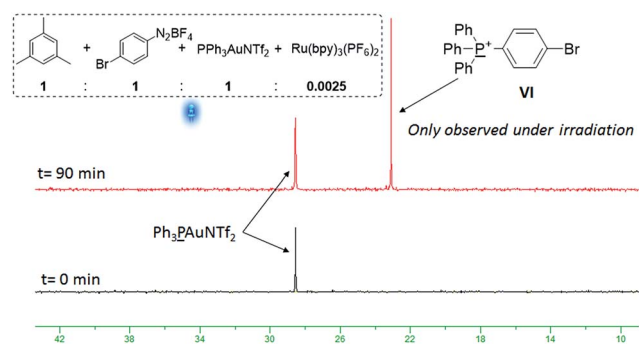 N2BF4
+ + PPh3AuNTf2 + Ru(bpy)3(PF6)2
Br
1 : 1 : 1 : 0.0025
Ph
Ph P+ Br
Ph
VI
Only observed under irradiation
t= 90 min
Ph3PAuNTf2
t= 0 min
42 38 34 30 26 22 18 14 10